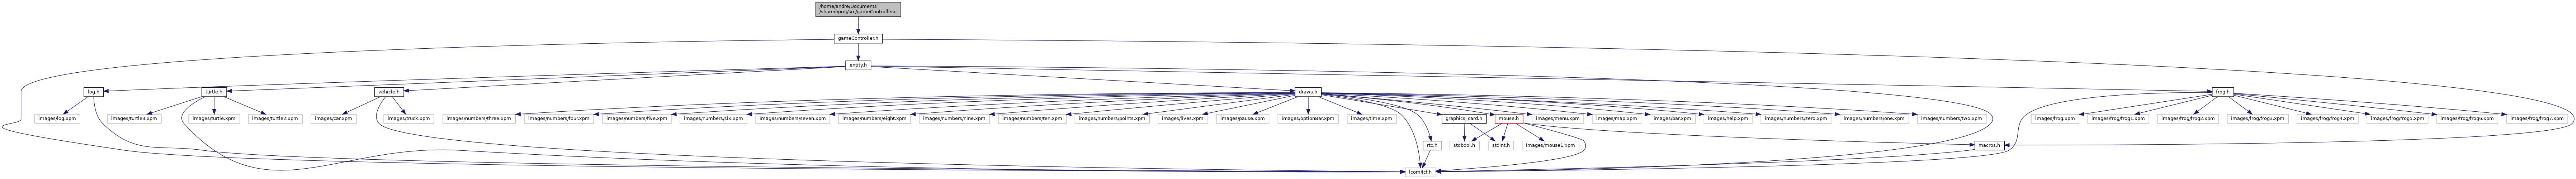 /home/andre/Documents
/shared/proj/src/gameController.c
gameController.h
entity.h
log.h
turtle.h
vehicle.h
draws.h
frog.h
images/log.xpm
images/turtle3.xpm
images/turtle.xpm
images/turtle2.xpm
images/car.xpm
images/truck.xpm
images/numbers/three.xpm
images/numbers/four.xpm
images/numbers/five.xpm
images/numbers/six.xpm
images/numbers/seven.xpm
images/numbers/eight.xpm
images/numbers/nine.xpm
images/numbers/ten.xpm
images/numbers/points.xpm
images/lives.xpm
images/pause.xpm
images/optionBar.xpm
images/time.xpm
graphics_card.h
mouse.h
images/menu.xpm
images/map.xpm
images/bar.xpm
images/help.xpm
images/numbers/zero.xpm
images/numbers/one.xpm
images/numbers/two.xpm
images/frog.xpm
images/frog/frog1.xpm
images/frog/frog2.xpm
images/frog/frog3.xpm
images/frog/frog4.xpm
images/frog/frog5.xpm
images/frog/frog6.xpm
images/frog/frog7.xpm
rtc.h
stdbool.h
stdint.h
images/mouse1.xpm
macros.h
lcom/lcf.h